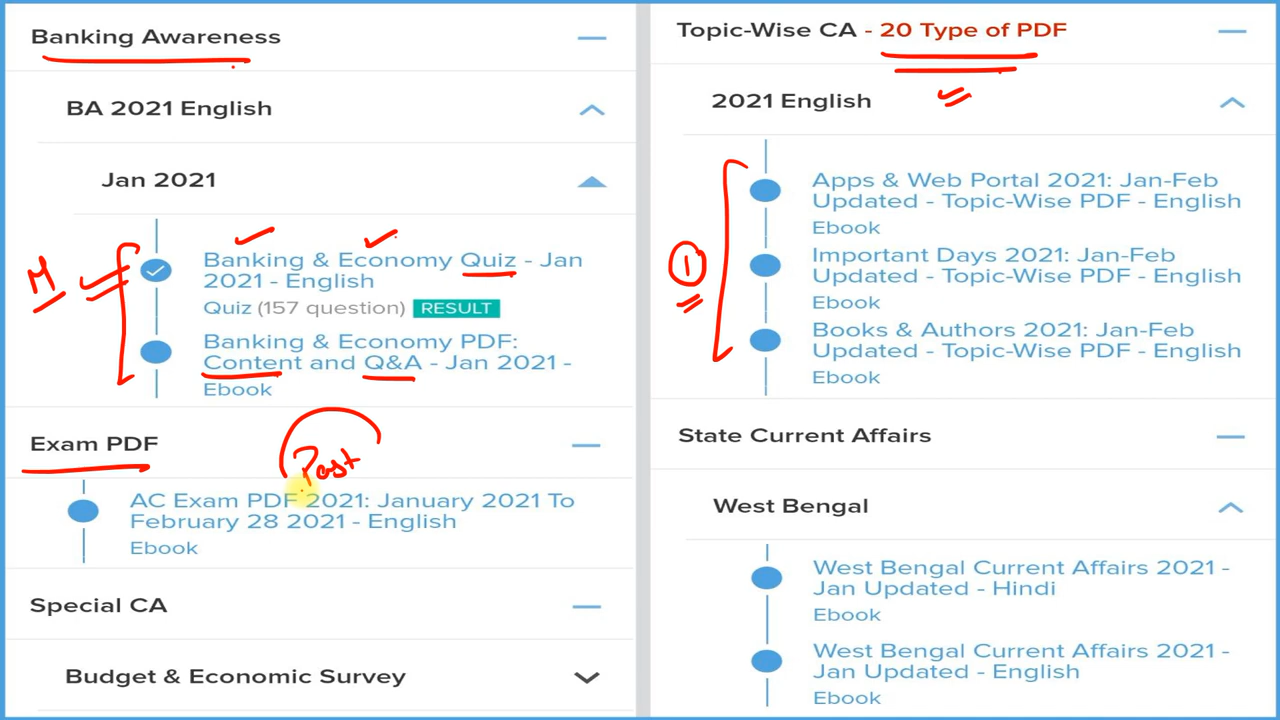 Banking Awareness
BA 2021 English
Jan 2021
Banking & Economy Quiz - Jan
2021 - English
Quiz (157 question) RESULT
Banking & Economy PDF:
Content and Q&A - Jan 2021 -
Ebook
M
Exam PDF
Past
AC Exam PDF 2021: January 2021 To
February 28 2021 - English
Ebook
Special CA
Budget & Economic Survey
Topic-Wise CA - 20 Type of PDF
2021 English
Apps & Web Portal 2021: Jan-Feb
Updated - Topic-Wise PDF - English
Ebook
1
Important Days 2021: Jan-Feb
Updated - Topic-Wise PDF - English
Ebook
Books & Authors 2021: Jan-Feb
Updated - Topic-Wise PDF - English
Ebook
State Current Affairs
West Bengal
West Bengal Current Affairs 2021 -
Jan Updated - Hindi
Ebook
West Bengal Current Affairs 2021 -
Jan Updated - English
Ebook